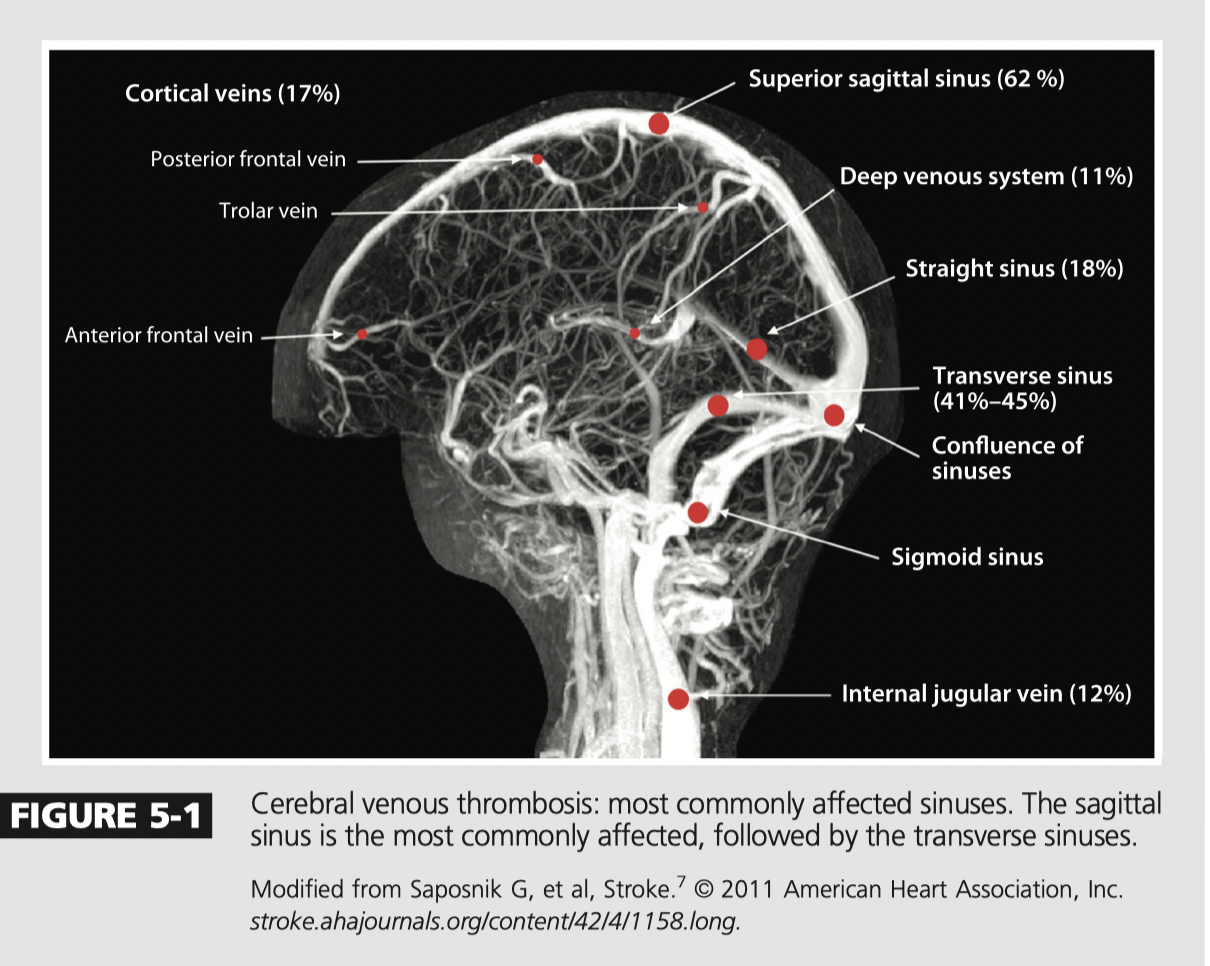 Cortical veins (17%)
Superior sagittal sinus (62 %)
Posterior frontal vein
Deep venous system (11%)
Trolar vein
Straight sinus (18%)
Anterior frontal vein
Transverse sinus
(41%–45%)
Confluence of
sinuses
Sigmoid sinus
Internal jugular vein (12%)
FIGURE 5-1
Cerebral venous thrombosis: most commonly affected sinuses. The sagittal
sinus is the most commonly affected, followed by the transverse sinuses.
Modified from Saposnik G, et al, Stroke.⁷ © 2011 American Heart Association, Inc.
stroke.ahajournals.org/content/42/4/1158.long.